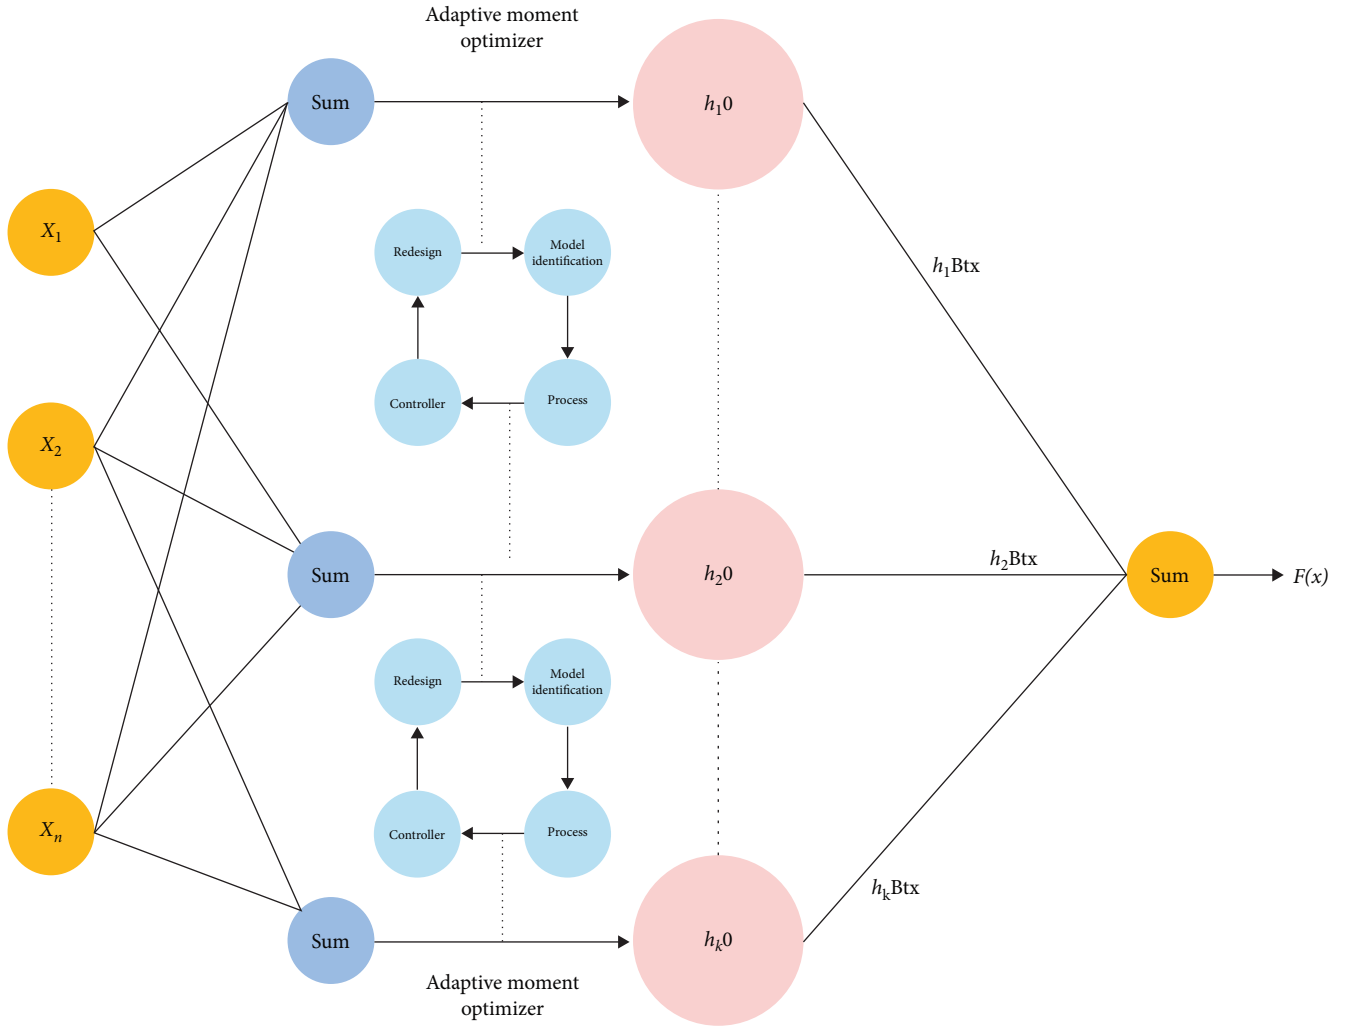 Adaptive moment
optimizer
Sum
h₁0
X₁
Redesign
Model
identification
h₁Btx
Controller
Process
X₂
Sum
h₂0
h₂Btx
Sum
F(x)
Redesign
Model
identification
Xₙ
Controller
Process
hₖBtx
Sum
hₖ0
Adaptive moment
optimizer